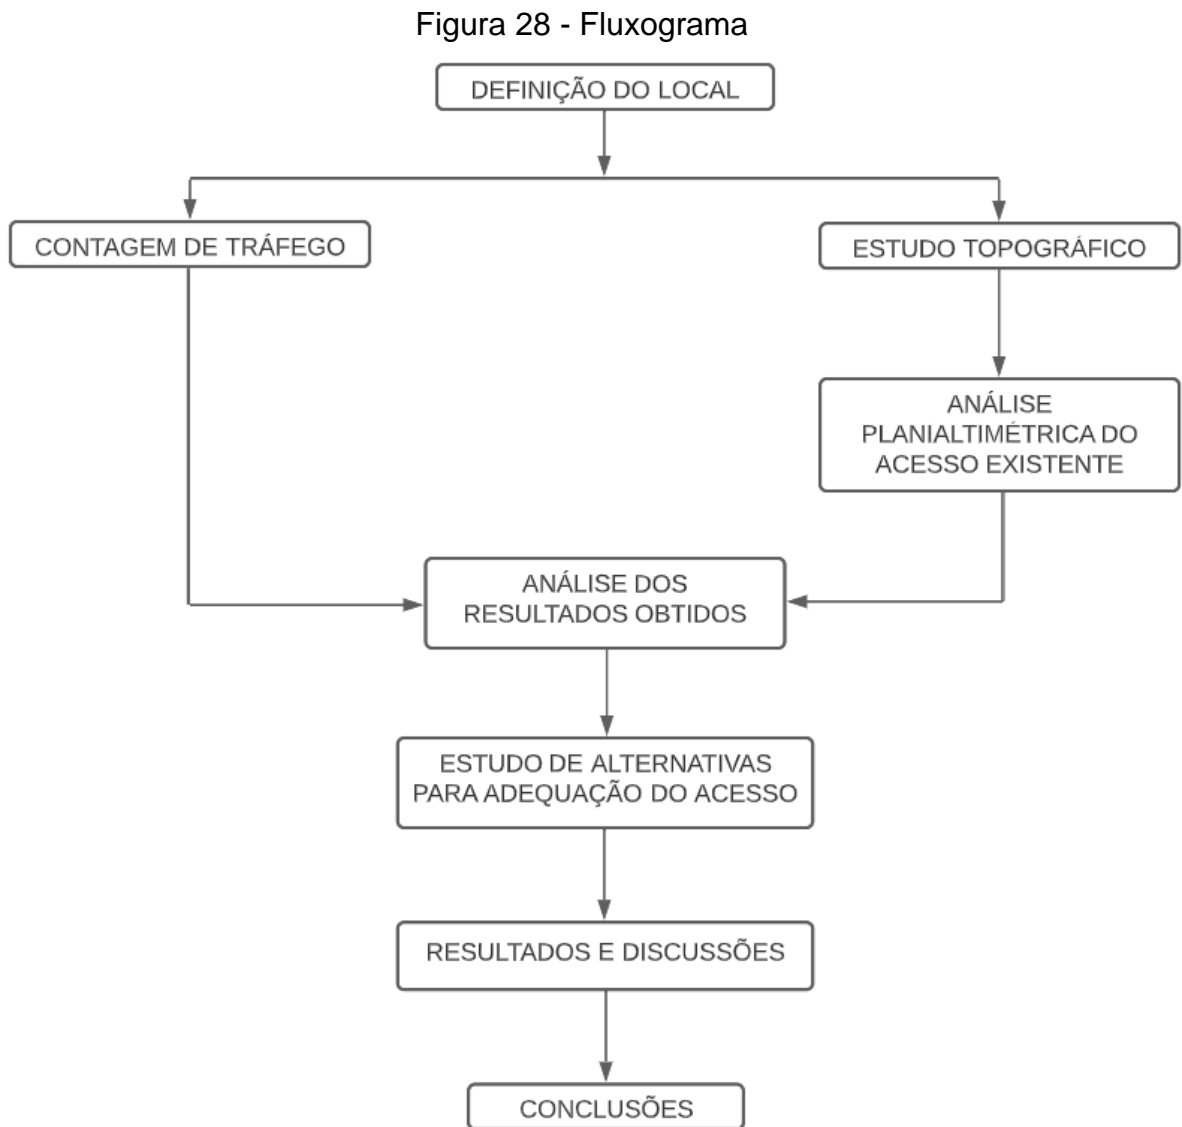 Figura 28 - Fluxograma
DEFINIÇÃO DO LOCAL
CONTAGEM DE TRÁFEGO
ESTUDO TOPOGRÁFICO
ANÁLISE
PLANIALTIMÉTRICA DO
ACESSO EXISTENTE
ANÁLISE DOS
RESULTADOS OBTIDOS
ESTUDO DE ALTERNATIVAS
PARA ADEQUAÇÃO DO ACESSO
RESULTADOS E DISCUSSÕES
CONCLUSÕES